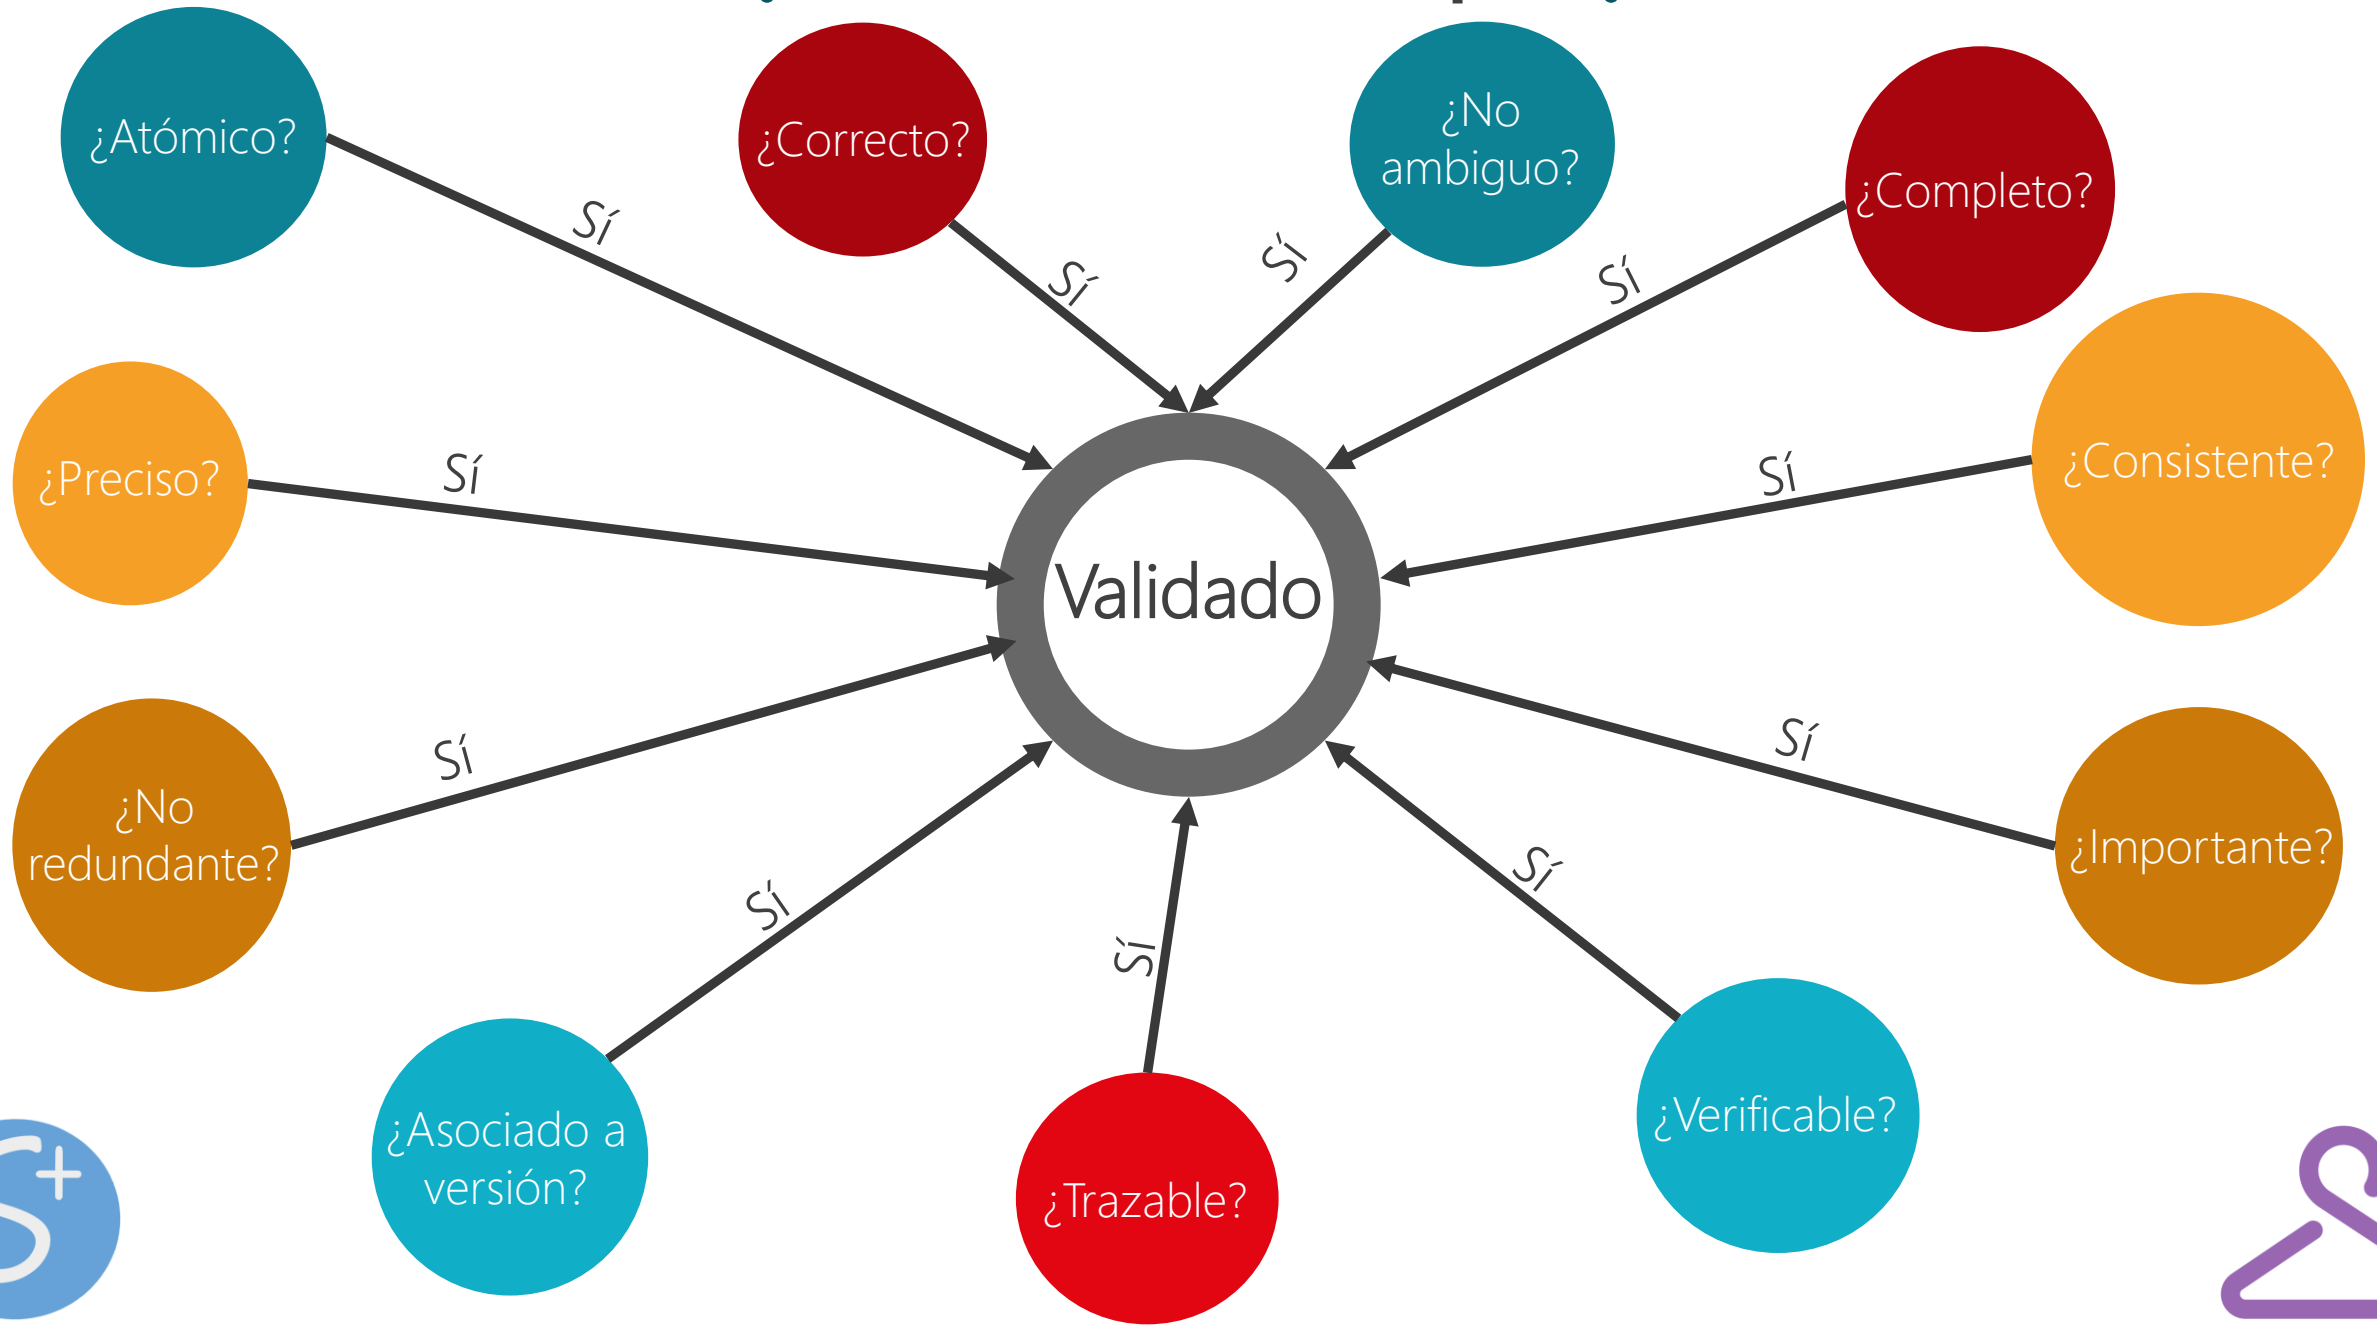 ¿Atómico?
Sí
¿Correcto?
Sí
¿No
ambiguo?
Sí
¿Completo?
Sí
¿Consistente?
Sí
¿Preciso?
Sí
Validado
¿No
redundante?
Sí
¿Importante?
Sí
¿Asociado a
versión?
Sí
¿Trazable?
Sí
¿Verificable?
Sí
S+